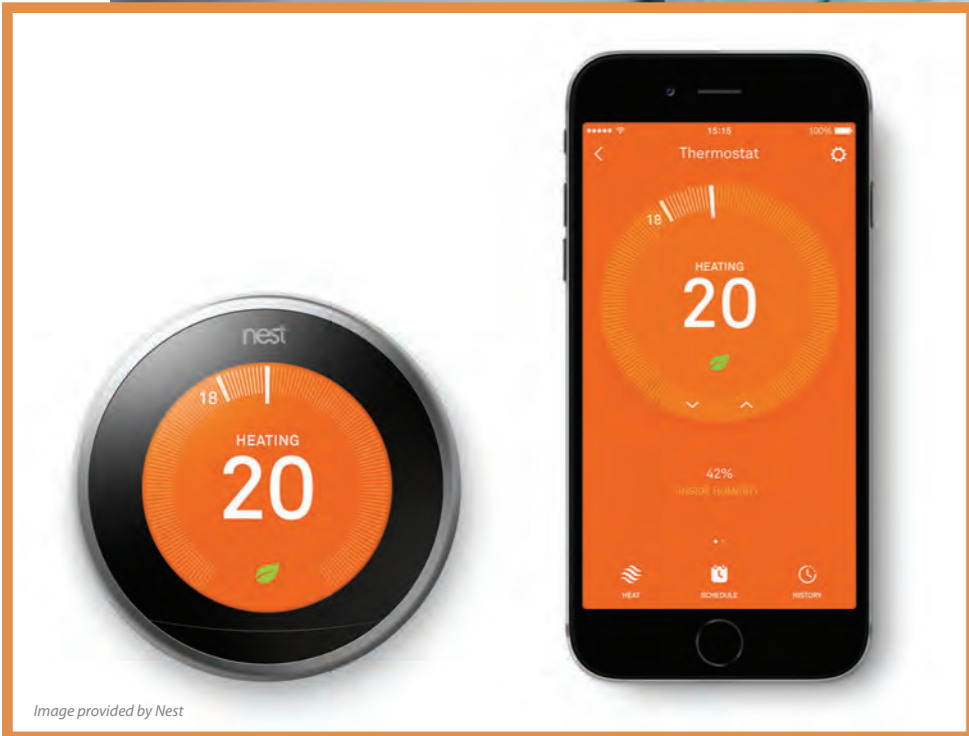 nest
18
HEATING
20
15:15
100%
Thermostat
18
HEATING
20
42%
INSIDE HUMIDITY
HEAT
SCHEDULE
HISTORY
Image provided by Nest